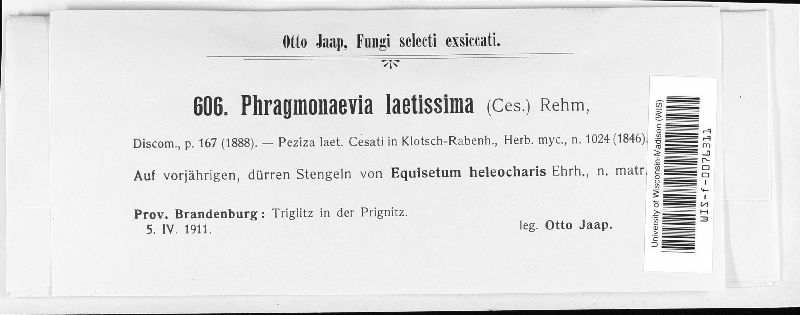 Otto Jaap, Fungi selecti exsiccati.
606. Phragmonaevia laetissima (Ces.) Rehm,
Discom., p. 167 (1888). — Peziza laet. Cesati in Klotsch-Rabenh., Herb. myc., n. 1024 (1846).
Auf vorjährigen, dürren Stengeln von Equisetum heleocharis Ehrh., n. matr.
Prov. Brandenburg: Triglitz in der Prignitz.
5. IV. 1911.
leg. Otto Jaap.
University of Wisconsin-Madison (WIS)
WIS-f-0076311